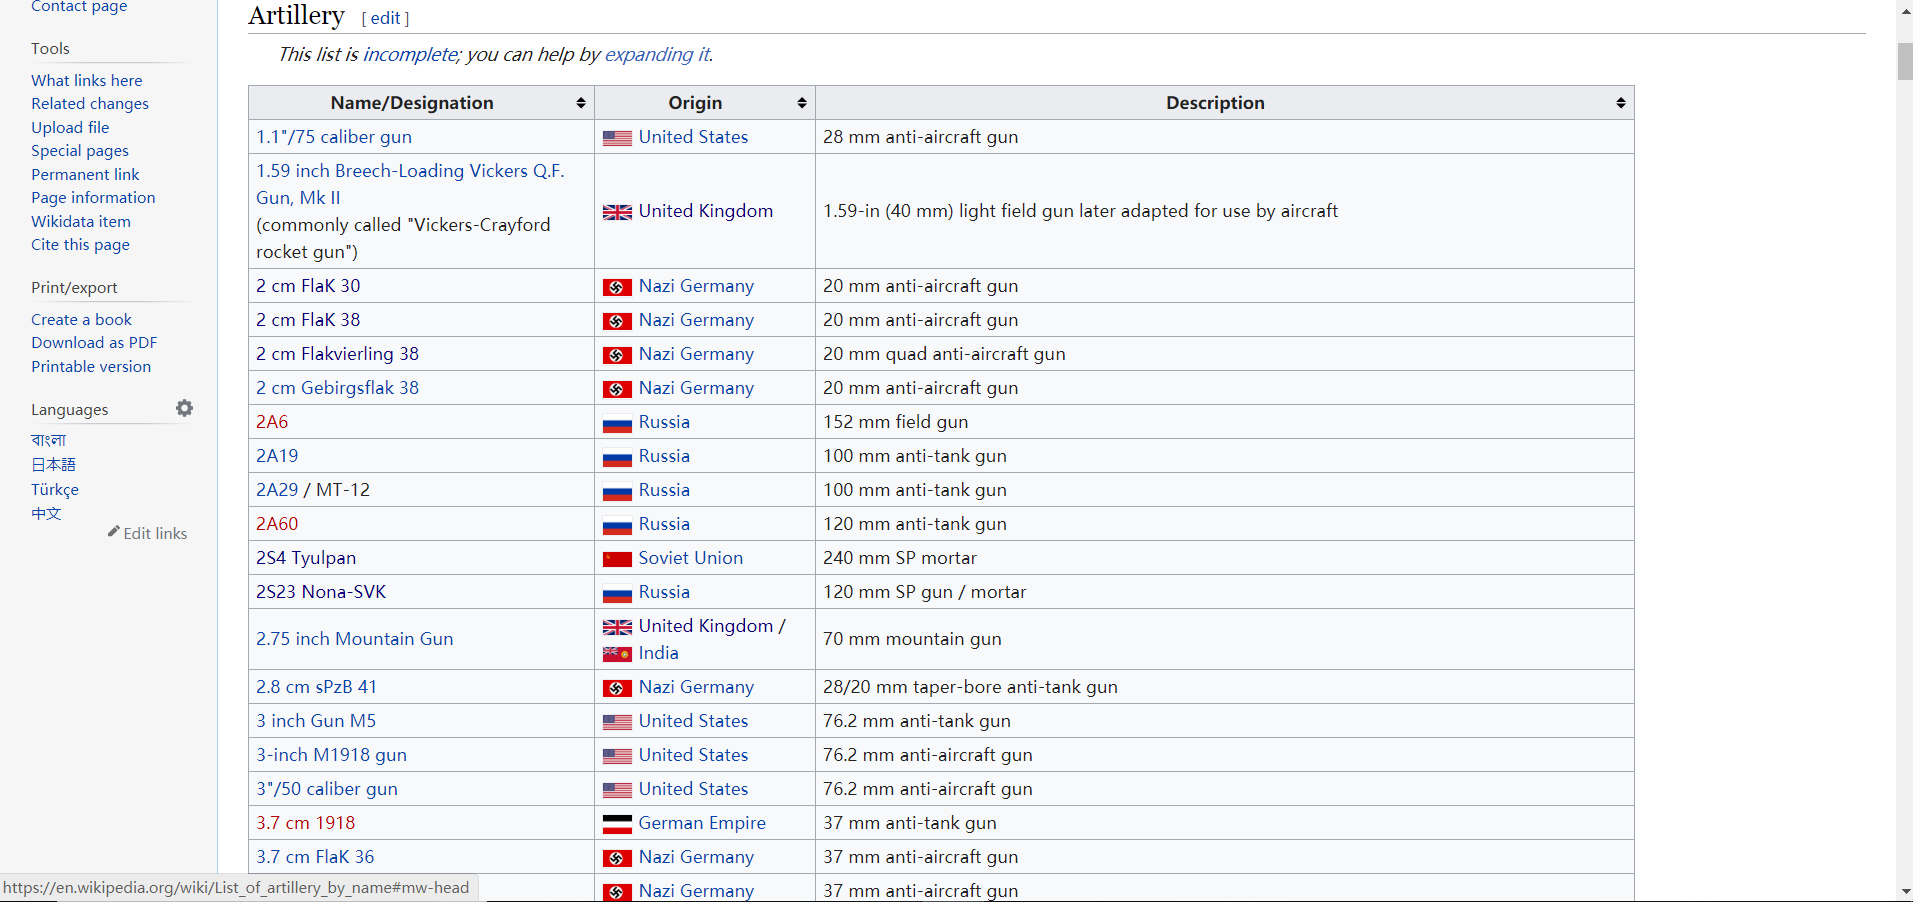 Contact page
Tools
What links here
Related changes
Upload file
Special pages
Permanent link
Page information
Wikidata item
Cite this page
Print/export
Create a book
Download as PDF
Printable version
Languages
বাংলা
日本語
Türkçe
中文
Edit links
Artillery [ edit ]
This list is incomplete; you can help by expanding it.
Name/Designation Origin Description
1.1"/75 caliber gun United States 28 mm anti-aircraft gun
1.59 inch Breech-Loading Vickers Q.F.
Gun, Mk II
(commonly called "Vickers-Crayford
rocket gun")
United Kingdom 1.59-in (40 mm) light field gun later adapted for use by aircraft
2 cm FlaK 30 Nazi Germany 20 mm anti-aircraft gun
2 cm FlaK 38 Nazi Germany 20 mm anti-aircraft gun
2 cm Flakvierling 38 Nazi Germany 20 mm quad anti-aircraft gun
2 cm Gebirgsflak 38 Nazi Germany 20 mm anti-aircraft gun
2A6 Russia 152 mm field gun
2A19 Russia 100 mm anti-tank gun
2A29 / MT-12 Russia 100 mm anti-tank gun
2A60 Russia 120 mm anti-tank gun
2S4 Tyulpan Soviet Union 240 mm SP mortar
2S23 Nona-SVK Russia 120 mm SP gun / mortar
2.75 inch Mountain Gun United Kingdom /
India
70 mm mountain gun
2.8 cm sPzB 41 Nazi Germany 28/20 mm taper-bore anti-tank gun
3 inch Gun M5 United States 76.2 mm anti-tank gun
3-inch M1918 gun United States 76.2 mm anti-aircraft gun
3"/50 caliber gun United States 76.2 mm anti-aircraft gun
3.7 cm 1918 German Empire 37 mm anti-tank gun
3.7 cm FlaK 36 Nazi Germany 37 mm anti-aircraft gun
Nazi Germany 37 mm anti-aircraft gun
https://en.wikipedia.org/wiki/List_of_artillery_by_name#mw-head